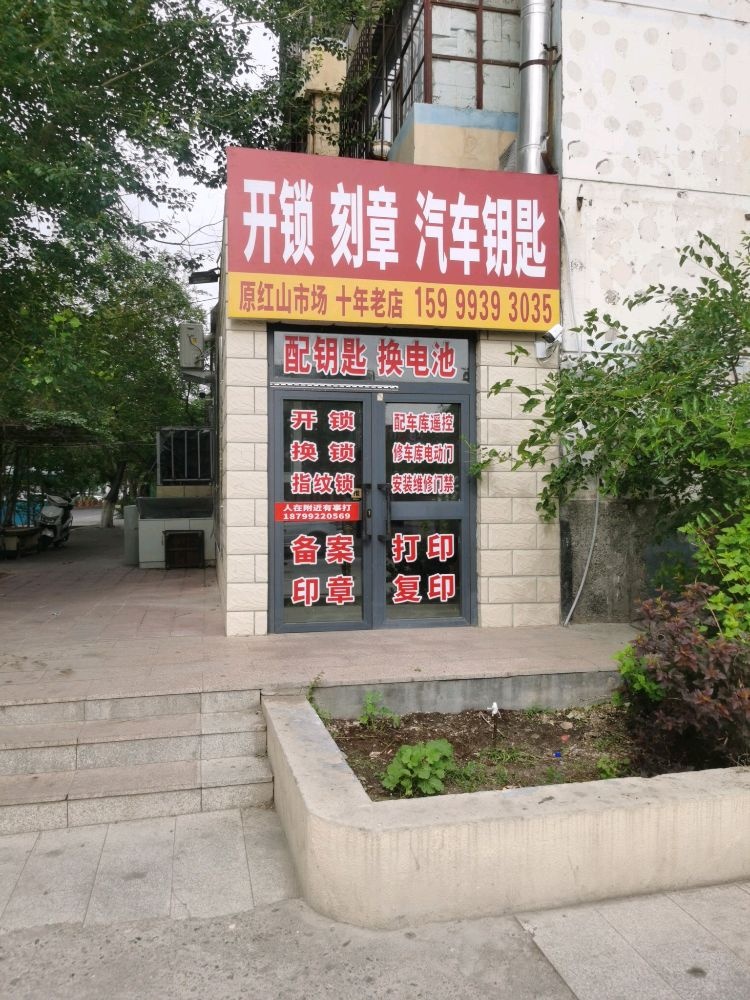 开锁 刻章 汽车钥匙
原红山市场 十年老店 159 9939 3035
配钥匙 换电池
开锁
换锁
指纹锁
人在附近有事打
18799220569
备案
印章
配车库遥控
修车库电动门
安装维修门禁
打印
复印